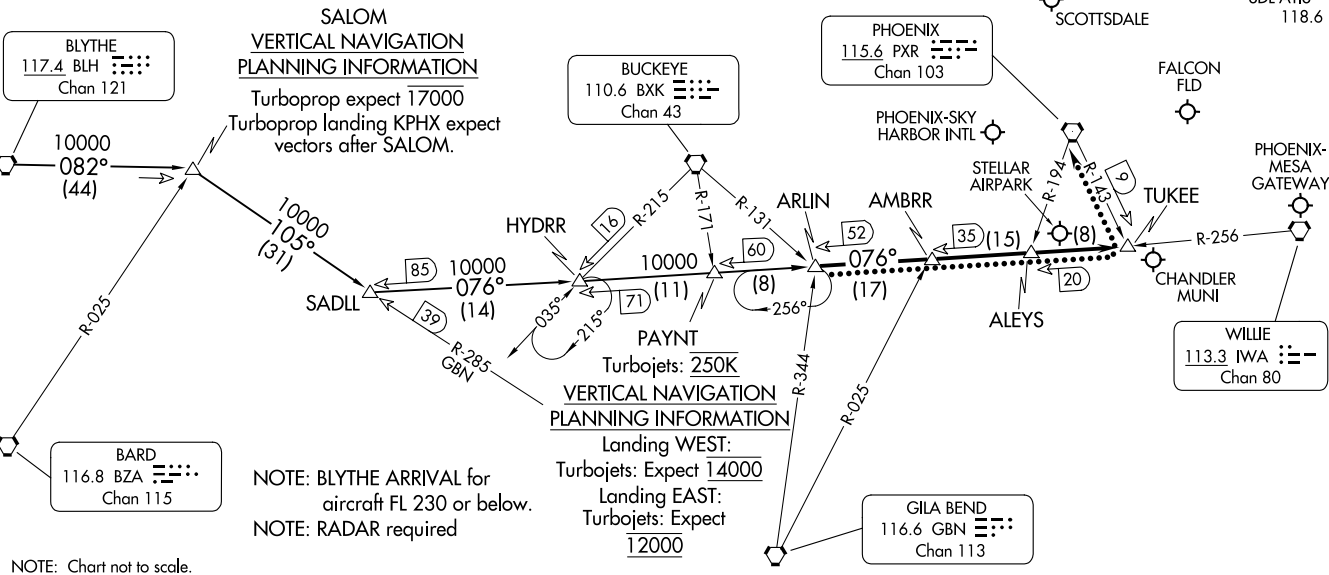 SCOTTSDALE
118.6
BLYTHE
117.4 BLH
Chan 121
SALOM
VERTICAL NAVIGATION
PLANNING INFORMATION
Turboprop expect 17000
Turboprop landing KPHX expect
vectors after SALOM.
BUCKEYE
110.6 BXK
Chan 43
PHOENIX
115.6 PXR
Chan 103
FALCON
FLD
PHOENIX-SKY
HARBOR INTL
PHOENIX-
MESA
GATEWAY
STELLAR
AIRPARK
10000
082°
(44)
10000
105°
(31)
R-025
HYDRR
16
R-215
R-171
R-131
ARLIN
AMBRR
R-194
R-143
9
TUKEE
R-256
85
10000
076°
(14)
SADLL
39
R-285
GBN
035°
215°
71
10000
(11)
60
(8)
256°
52
076°
(17)
35
(15)
(8)
20
ALEYS
CHANDLER
MUNI
PAYNT
Turbojets: 250K
VERTICAL NAVIGATION
PLANNING INFORMATION
Landing WEST:
Turbojets: Expect 14000
Landing EAST:
Turbojets: Expect
12000
R-344
R-025
WILLIE
113.3 IWA
Chan 80
BARD
116.8 BZA
Chan 115
NOTE: BLYTHE ARRIVAL for
aircraft FL 230 or below.
NOTE: RADAR required
GILA BEND
116.6 GBN
Chan 113
NOTE: Chart not to scale.